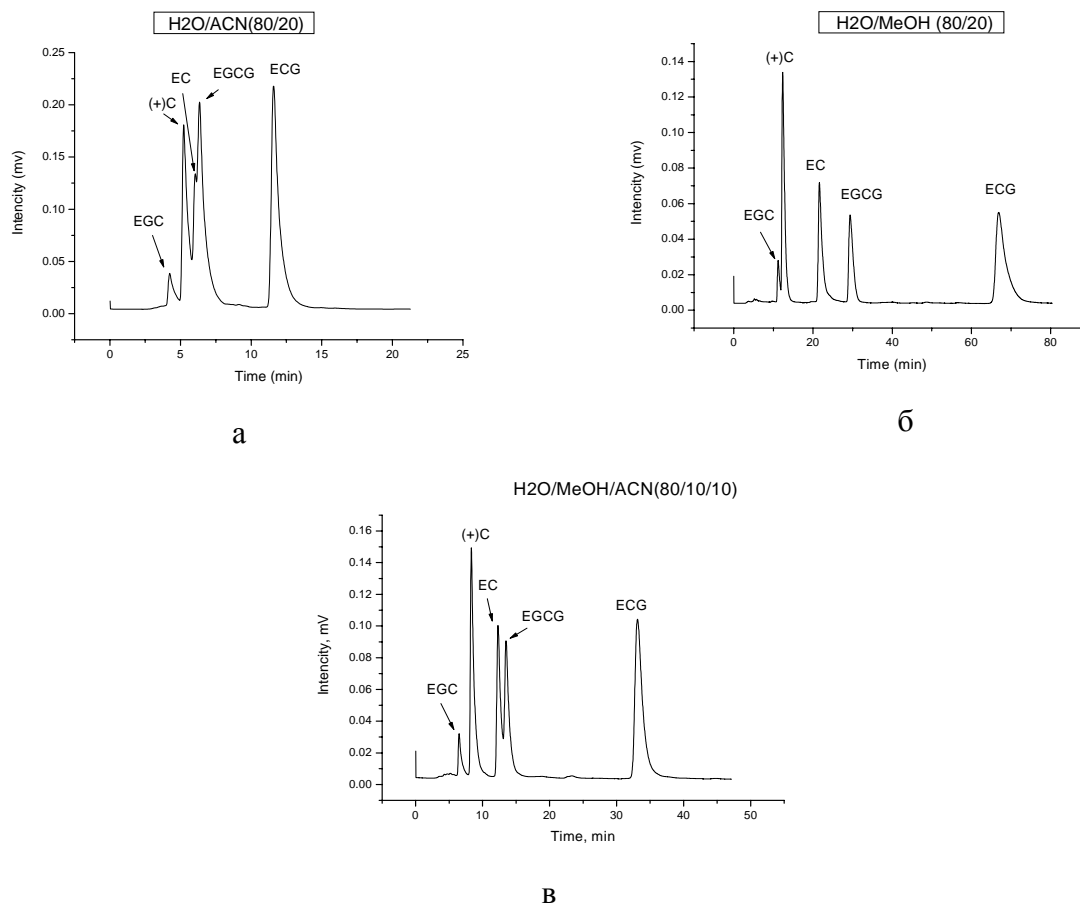 H2O/ACN(80/20)
0.25
0.20
0.15
0.10
0.05
0.00
Intencity (mv)
EGC
(+)C
EC
EGCG
ECG
0
5
10
15
20
25
Time (min)
а
H2O/MeOH (80/20)
0.14
0.12
0.10
0.08
0.06
0.04
0.02
0.00
Intencity (mv)
EGC
(+)C
EC
EGCG
ECG
0
20
40
60
80
Time (min)
б
H2O/MeOH/ACN(80/10/10)
0.16
0.14
0.12
0.10
0.08
0.06
0.04
0.02
0.00
Intencity, mV
EGC
(+)C
EC
EGCG
ECG
0
10
20
30
40
50
Time, min
в